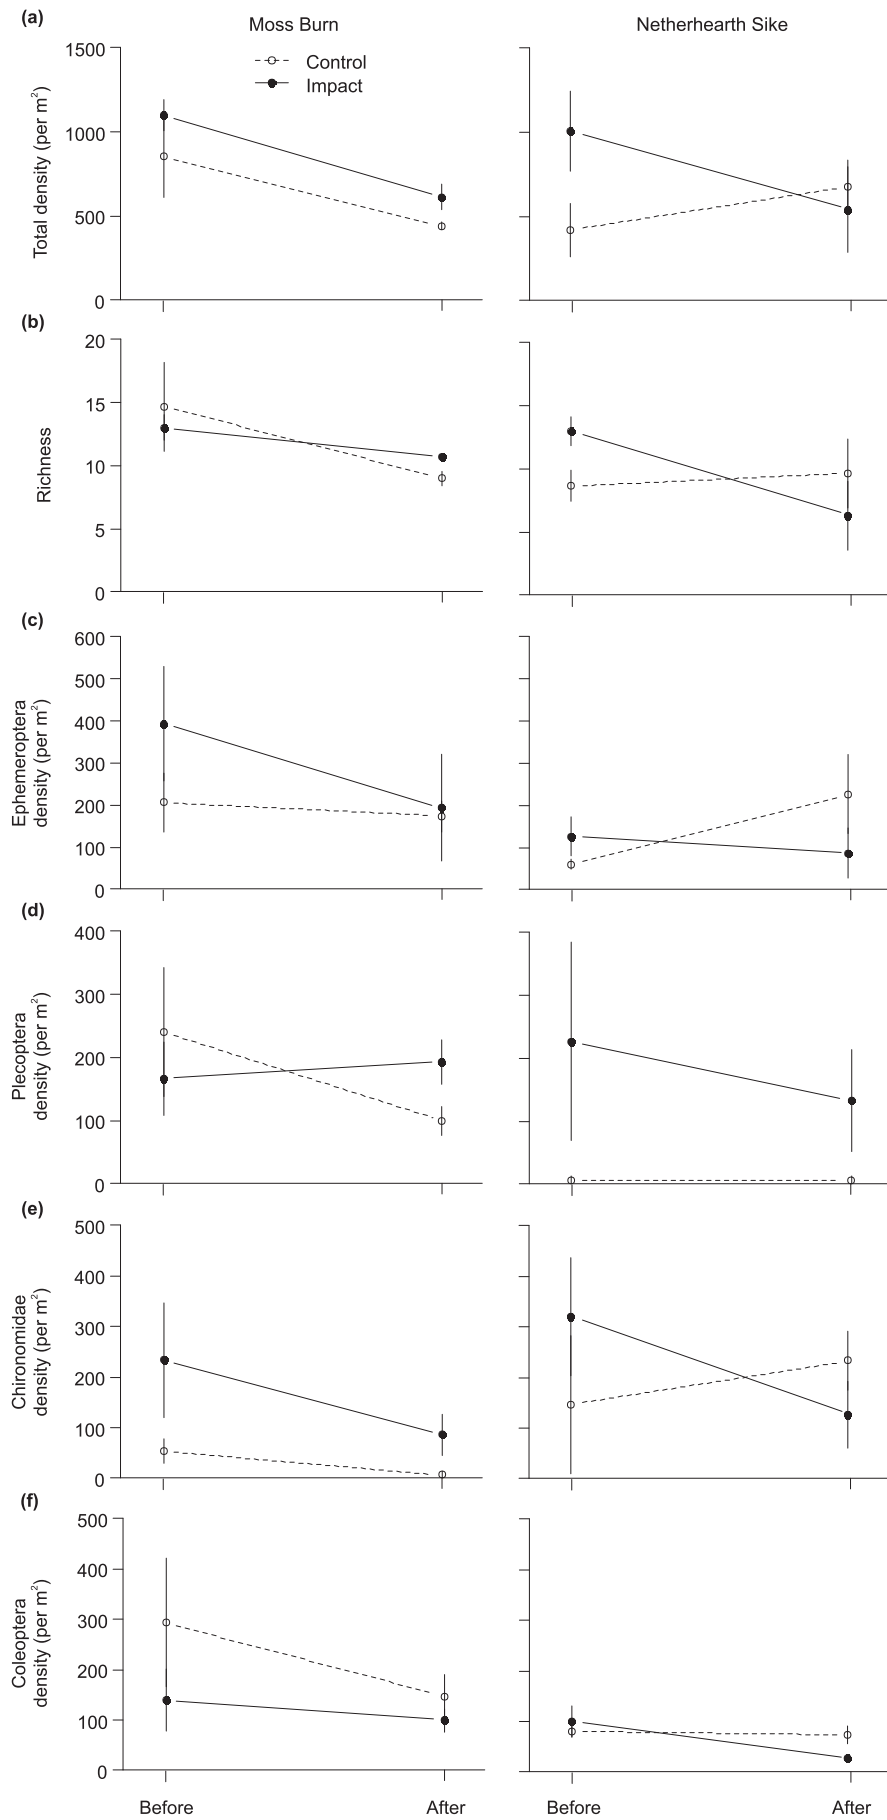 (a)
Moss Burn
Netherhearth Sike
Control
Impact
Total density (per m²)
1500
1000
500
0
(b)
Richness
20
15
10
5
0
(c)
Ephemeroptera
density (per m²)
600
500
400
300
200
100
0
(d)
Plecoptera
density (per m²)
400
300
200
100
0
(e)
Chironomidae
density (per m²)
500
400
300
200
100
0
(f)
Coleoptera
density (per m²)
500
400
300
200
100
0
Before
After
Before
After